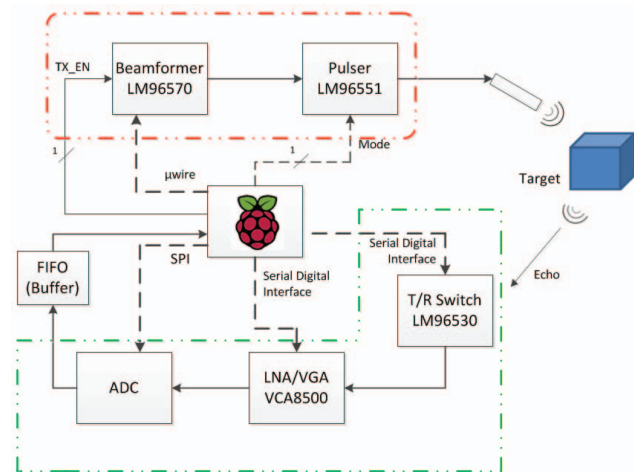 TX_EN
Beamformer
LM96570
Pulser
LM96551
1
1
Mode
µwire
Target
SPI
Serial Digital
Interface
Serial Digital
Interface
Echo
FIFO
(Buffer)
T/R Switch
LM96530
ADC
LNA/VGA
VCA8500